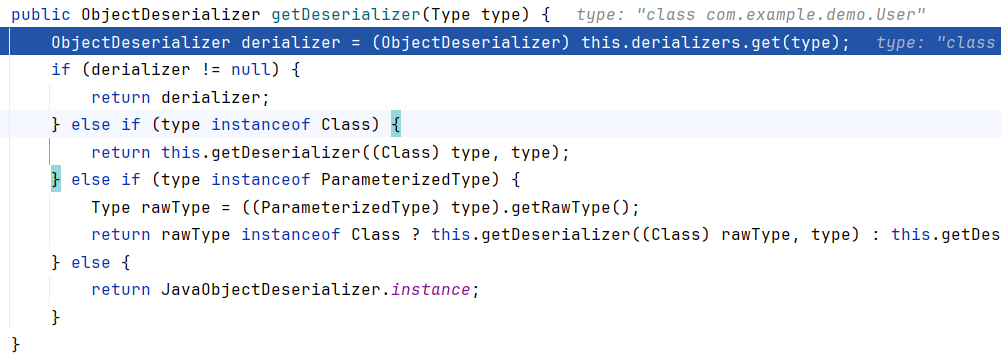 public ObjectDeserializer getDeserializer(Type type) {   type: "class com.example.demo.User"
    ObjectDeserializer derializer = (ObjectDeserializer) this.derializers.get(type);   type: "class
    if (derializer != null) {
        return derializer;
    } else if (type instanceof Class) {
        return this.getDeserializer((Class) type, type);
    } else if (type instanceof ParameterizedType) {
        Type rawType = ((ParameterizedType) type).getRawType();
        return rawType instanceof Class ? this.getDeserializer((Class) rawType, type) : this.getDes
    } else {
        return JavaObjectDeserializer.instance;
    }
}